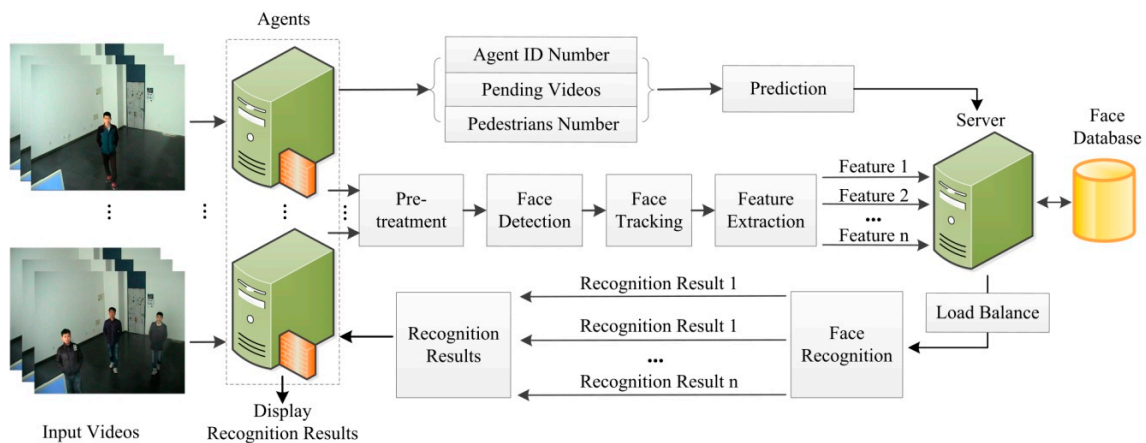 Agents
Agent ID Number
Pending Videos
Pedestrians Number
Prediction
Server
Face
Database
Pre-
treatment
Face
Detection
Face
Tracking
Feature
Extraction
Feature 1
Feature 2
...
Feature n
Load Balance
Face
Recognition
Recognition Result 1
Recognition Result 1
...
Recognition Result n
Recognition
Results
Display
Recognition Results
Input Videos